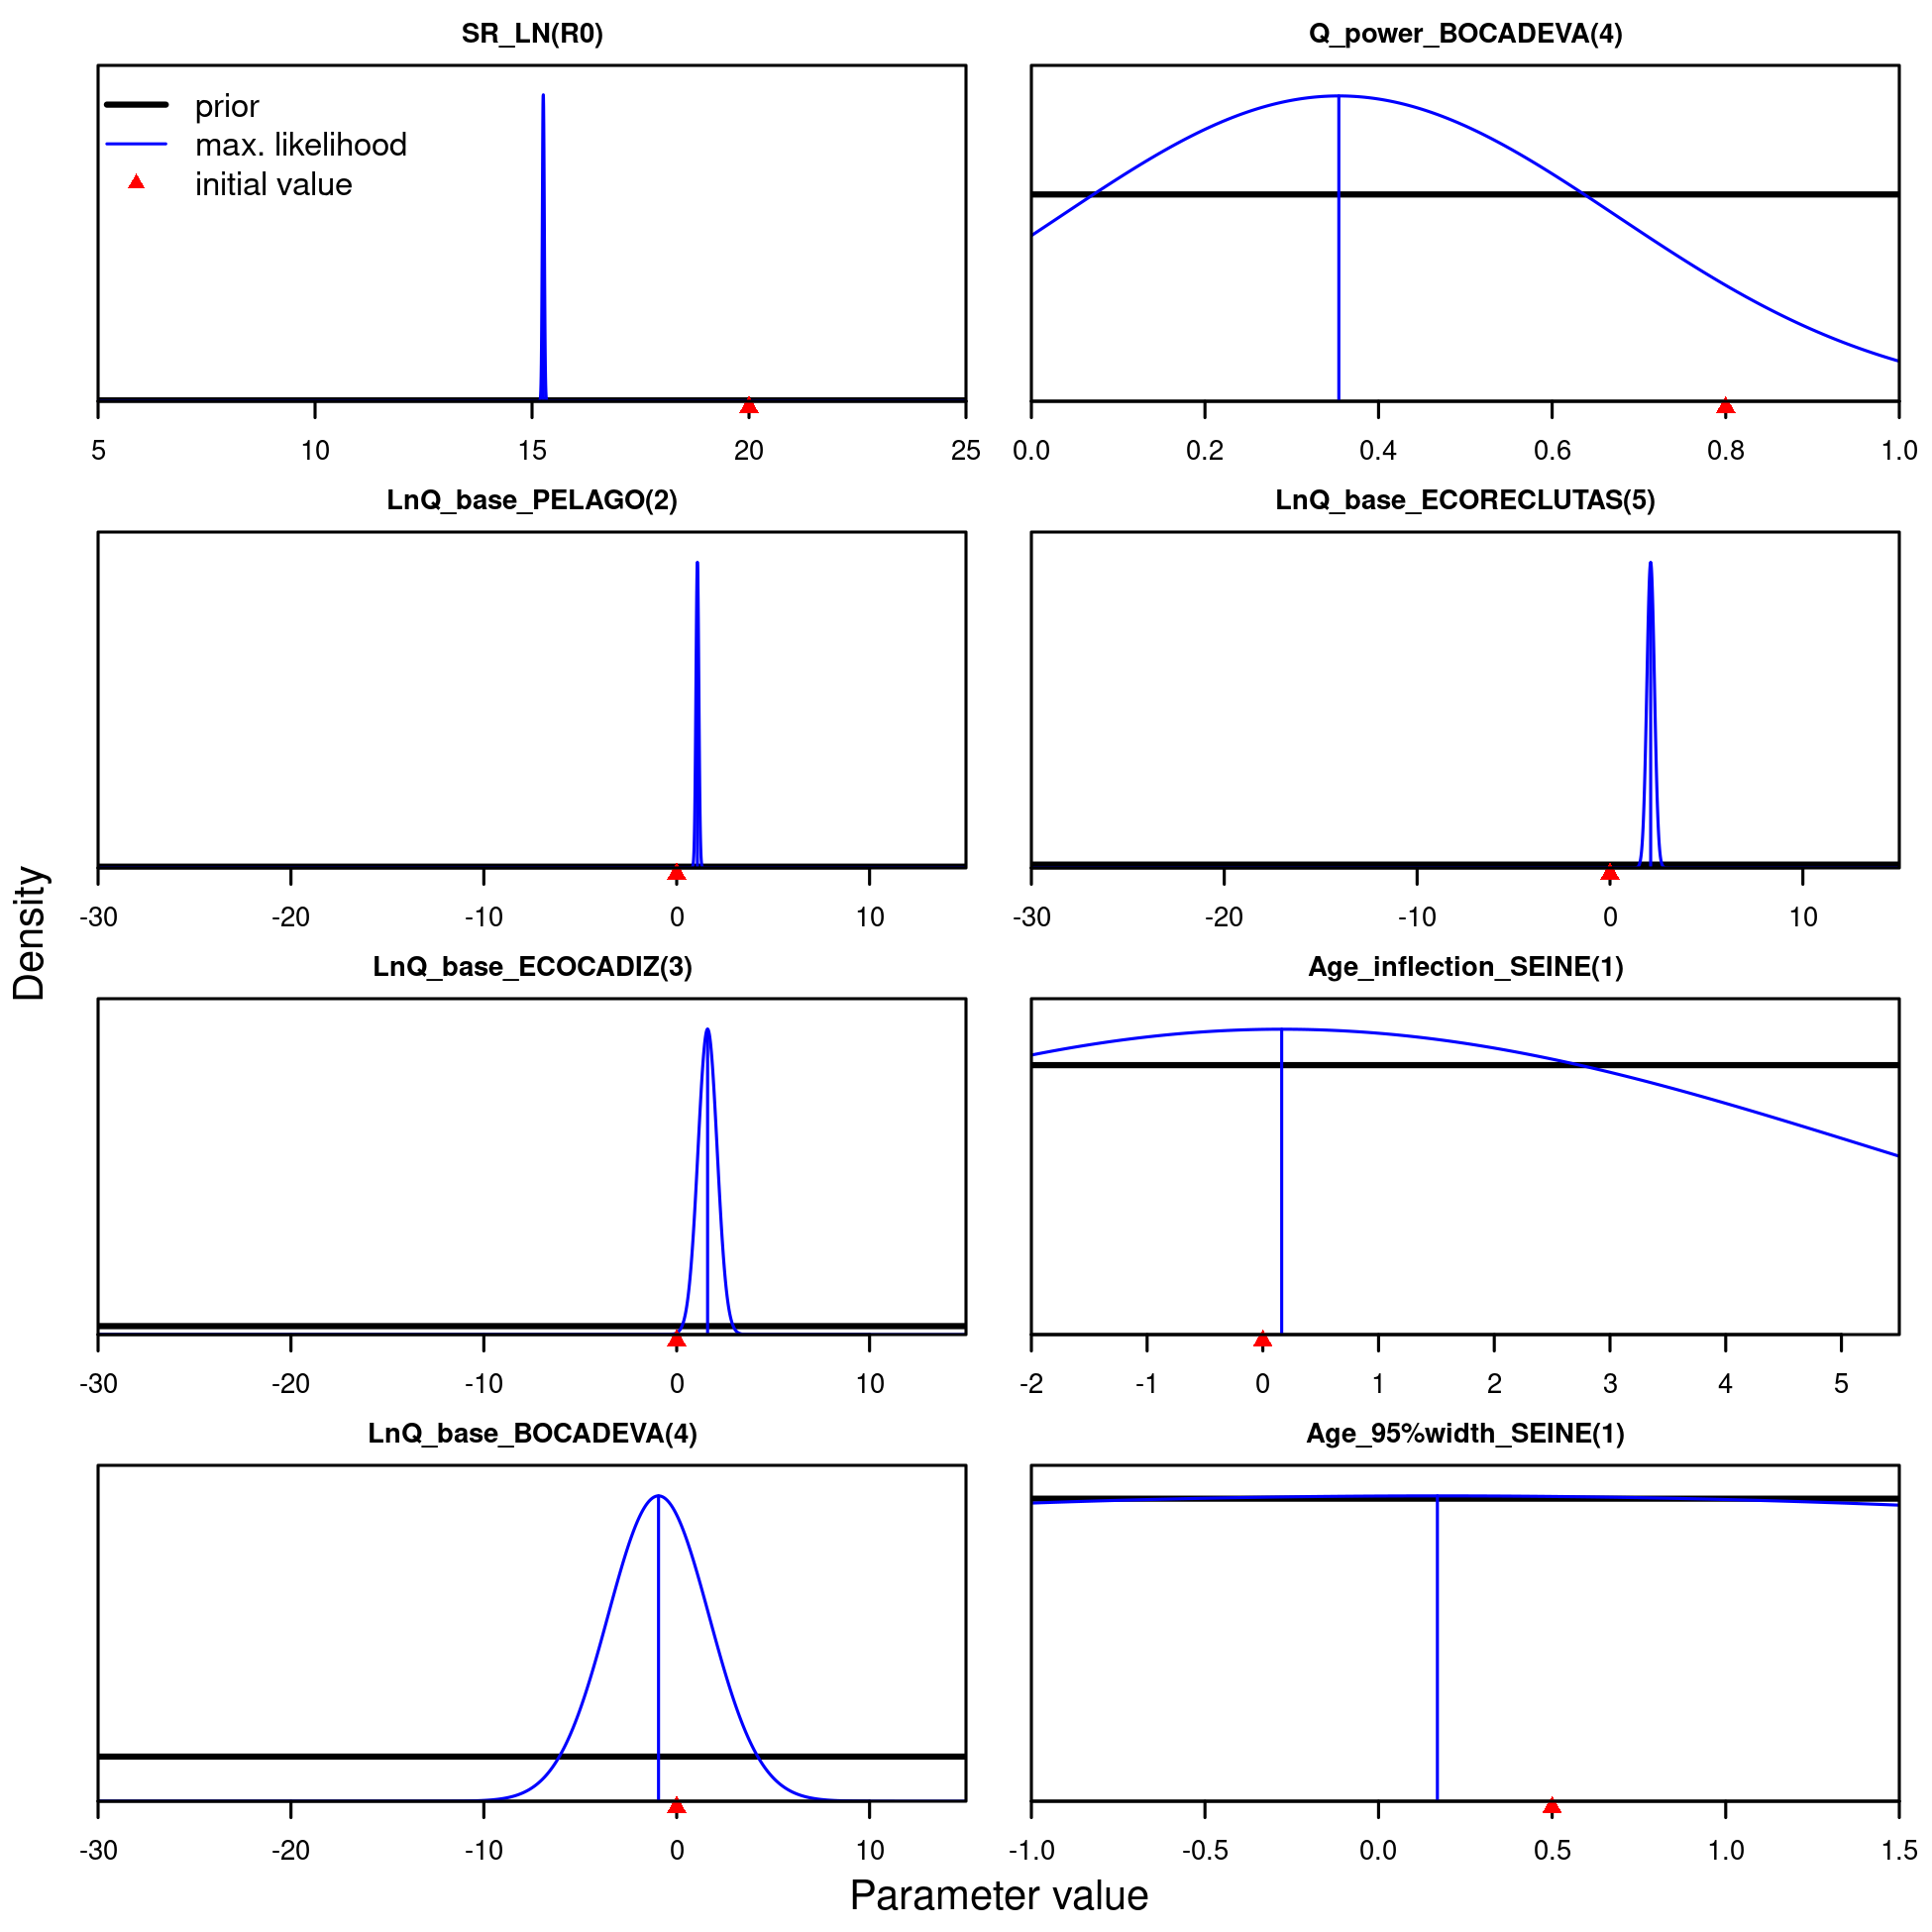 SR_LN(R0)
prior
max. likelihood
initial value
5 10 15 20 25
Q_power_BOCADEVA(4)
0.0 0.2 0.4 0.6 0.8 1.0
LnQ_base_PELAGO(2)
-30 -20 -10 0 10
LnQ_base_ECORECLUTAS(5)
-30 -20 -10 0 10
LnQ_base_ECOCADIZ(3)
-30 -20 -10 0 10
Age_inflection_SEINE(1)
-2 -1 0 1 2 3 4 5
LnQ_base_BOCADEVA(4)
-30 -20 -10 0 10
Age_95%width_SEINE(1)
-1.0 -0.5 0.0 0.5 1.0 1.5
Density
Parameter value